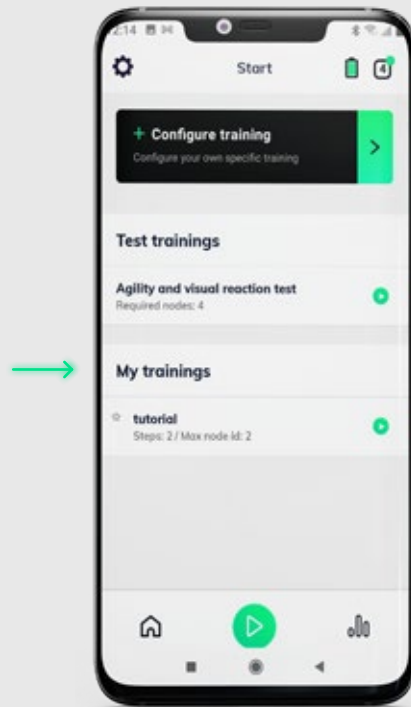 2:14
Start
4
+ Configure training
Configure your own specific training
Test trainings
Agility and visual reaction test
Required nodes: 4
My trainings
tutorial
Steps: 2 / Max node id: 2